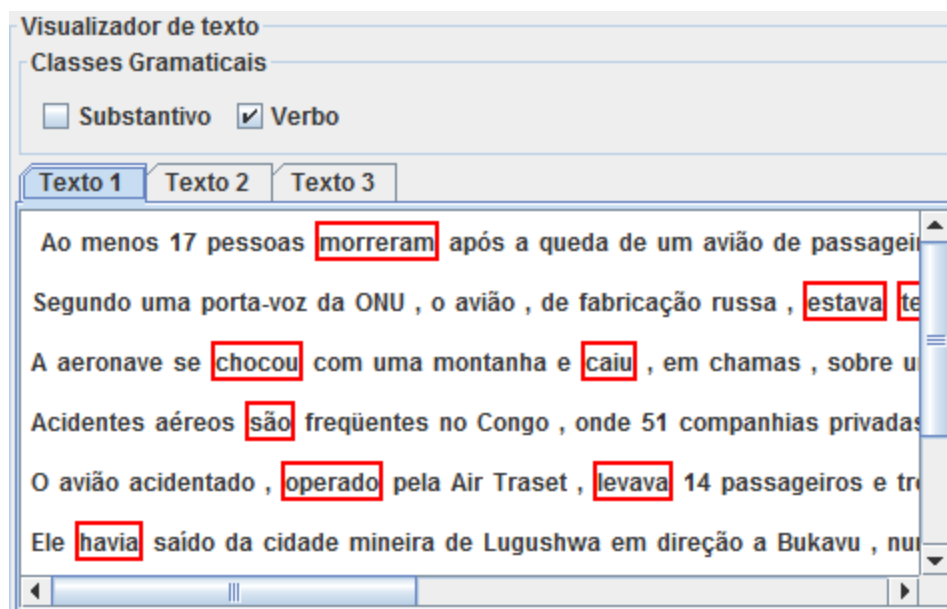 Visualizador de texto
Classes Gramaticais
Substantivo Verbo
Texto 1 Texto 2 Texto 3
Ao menos 17 pessoas morreram após a queda de um avião de
Segundo uma porta-voz da ONU , o avião , de fabricação russa , estava
A aeronave se chocou com uma montanha e caiu , em chamas , sobre
Acidentes aéreos são freqüentes no Congo , onde 51 companhias privadas
O avião acidentado , operado pela Air Traset , levava 14 passageiros e
Ele havia saído da cidade mineira de Lugushwa em direção a Bukavu ,